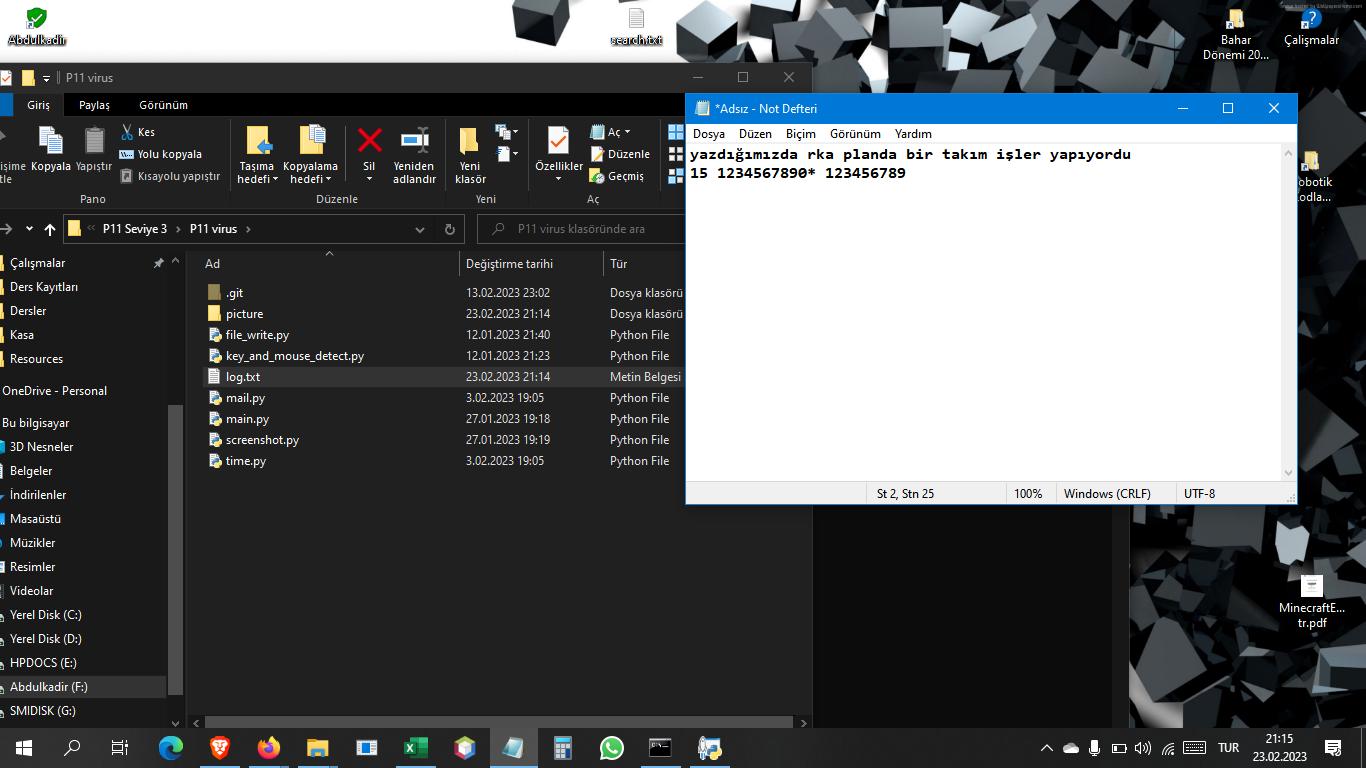 Abdulkadir
search.txt
Bahar
Dönemi 20...
Çalışmalar
P11 virus
Giriş Paylaş Görünüm
Kopyala
Yapıştır
Kes
Yolu kopyala
Kısayolu yapıştır
Pano
Taşıma
hedefi
Kopyalama
hedefi
Sil
Yeniden
adlandır
Düzenle
Yeni
klasör
Yeni
Özellikler
Aç
Düzenle
Geçmiş
Aç
P11 Seviye 3 P11 virus
P11 virus klasöründe ara
Çalışmalar
Ders Kayıtları
Dersler
Kasa
Resources
OneDrive - Personal
Bu bilgisayar
3D Nesneler
Belgeler
İndirilenler
Masaüstü
Müzikler
Resimler
Videolar
Yerel Disk (C:)
Yerel Disk (D:)
HPDOCS (E:)
Abdulkadir (F:)
SMIDISK (G:)
Ad Değiştirme tarihi Tür
.git 13.02.2023 23:02 Dosya klasörü
picture 23.02.2023 21:14 Dosya klasörü
file_write.py 12.01.2023 21:40 Python File
key_and_mouse_detect.py 12.01.2023 21:23 Python File
log.txt 23.02.2023 21:14 Metin Belgesi
mail.py 3.02.2023 19:05 Python File
main.py 27.01.2023 19:18 Python File
screenshot.py 27.01.2023 19:19 Python File
time.py 3.02.2023 19:05 Python File
*Adsız - Not Defteri
Dosya Düzen Biçim Görünüm Yardım
yazdığımızda rka planda bir takım işler yapıyordu
15 1234567890* 123456789
St 2, Stn 25 100% Windows (CRLF) UTF-8
MinecraftE...
tr.pdf
TUR
21:15
23.02.2023